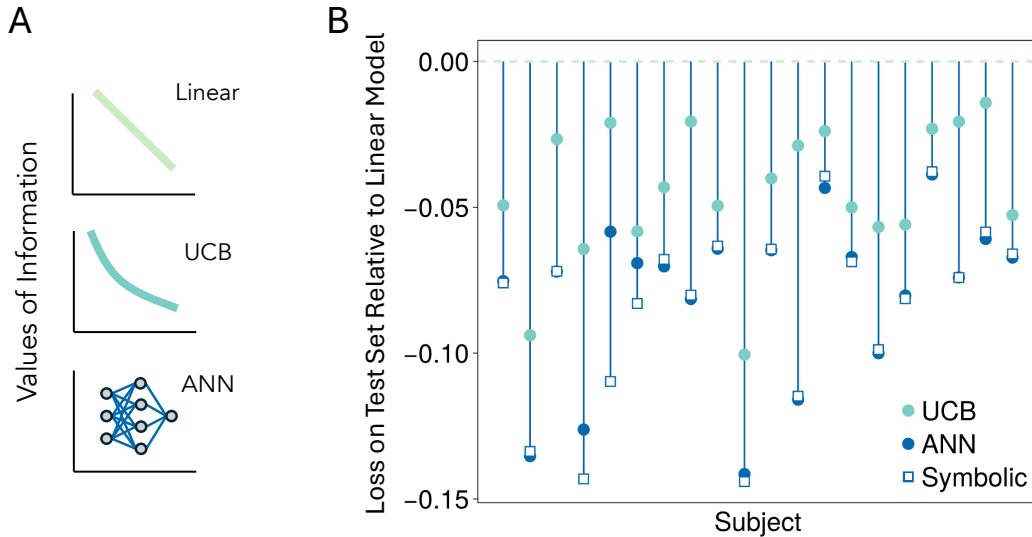 A
Values of Information
Linear
UCB
ANN
B
Loss on Test Set Relative to Linear Model
0.00
−0.05
−0.10
−0.15
UCB
ANN
Symbolic
Subject